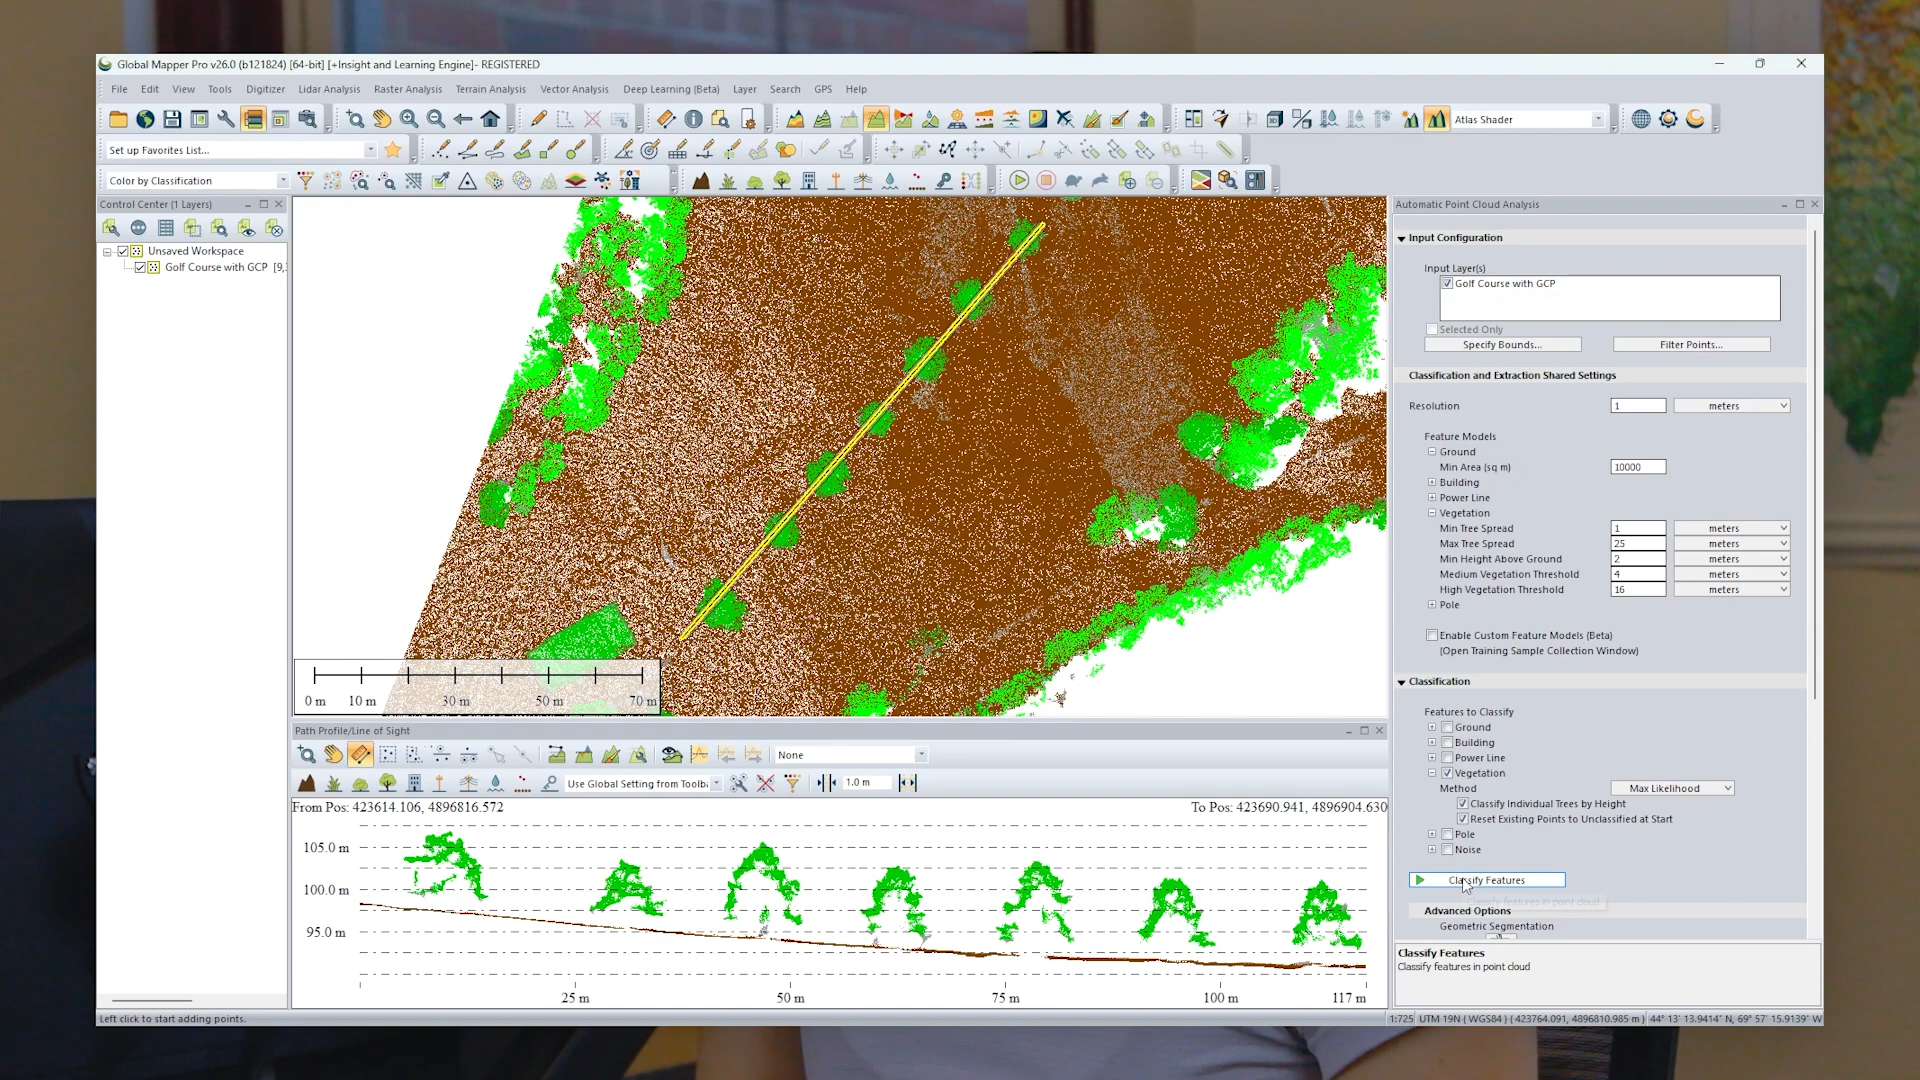 Global Mapper Pro v26.0 (b121824) [64-bit] [+Insight and Learning Engine]- REGISTERED
File Edit View Tools Digitizer Lidar Analysis Raster Analysis Terrain Analysis Vector Analysis Deep Learning (Beta) Layer Search GPS Help
Atlas Shader
Set up Favorites List...
Color by Classification
Control Center (1 Layers)
Unsaved Workspace
Golf Course with GCP [9,
0 m 10 m 30 m 50 m 70 m
Path Profile/Line of Sight
None
Use Global Setting from Toolb
1.0 m
From Pos: 423614.106, 4896816.572 To Pos: 423690.941, 4896904.630
105.0 m
100.0 m
95.0 m
25 m 50 m 75 m 100 m 117 m
Automatic Point Cloud Analysis
Input Configuration
Input Layer(s)
Golf Course with GCP
Selected Only
Specify Bounds... Filter Points...
Classification and Extraction Shared Settings
Resolution 1 meters
Feature Models
Ground
Min Area (sq m) 10000
Building
Power Line
Vegetation
Min Tree Spread 1 meters
Max Tree Spread 25 meters
Min Height Above Ground 2 meters
Medium Vegetation Threshold 4 meters
High Vegetation Threshold 16 meters
Pole
Enable Custom Feature Models (Beta)
(Open Training Sample Collection Window)
Classification
Features to Classify
Ground
Building
Power Line
Vegetation
Method Max Likelihood
Classify Individual Trees by Height
Reset Existing Points to Unclassified at Start
Pole
Noise
Classify Features
Classify features in point cloud
Advanced Options
Geometric Segmentation
Classify Features
Classify features in point cloud
Left click to start adding points.
1:725 UTM 19N ( WGS84 ) ( 423764.091, 4896810.985 m ) 44° 13' 13.9414" N, 69° 57' 15.9139" W